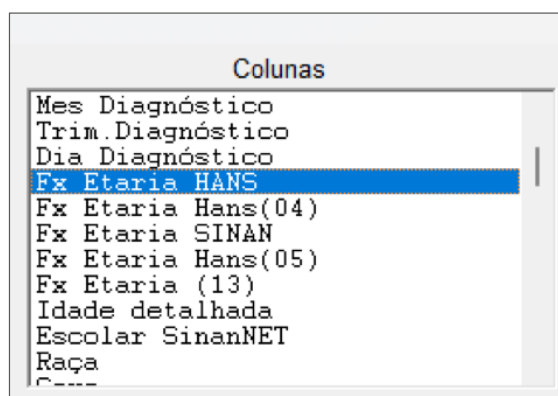 Colunas
Mes Diagnóstico
Trim.Diagnóstico
Dia Diagnóstico
Fx Etaria HANS
Fx Etaria Hans(04)
Fx Etaria SINAN
Fx Etaria Hans(05)
Fx Etaria (13)
Idade detalhada
Escolar SinanNET
Raça